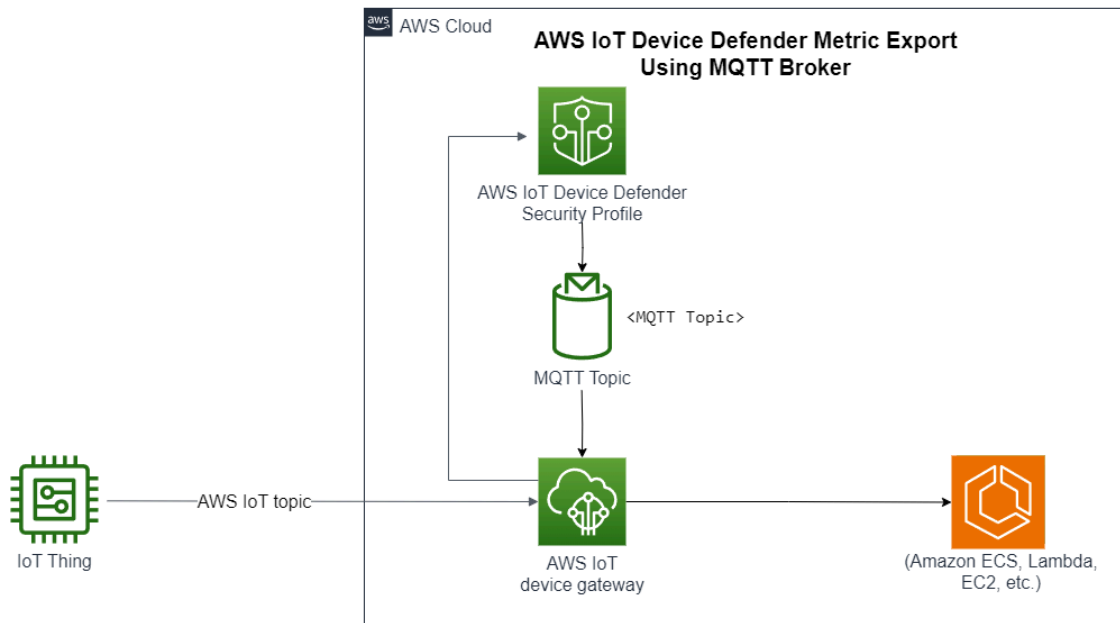 aws
AWS Cloud
AWS IoT Device Defender Metric Export
Using MQTT Broker
AWS IoT Device Defender
Security Profile
<MQTT Topic>
MQTT Topic
AWS IoT topic
IoT Thing
AWS IoT
device gateway
(Amazon ECS, Lambda,
EC2, etc.)